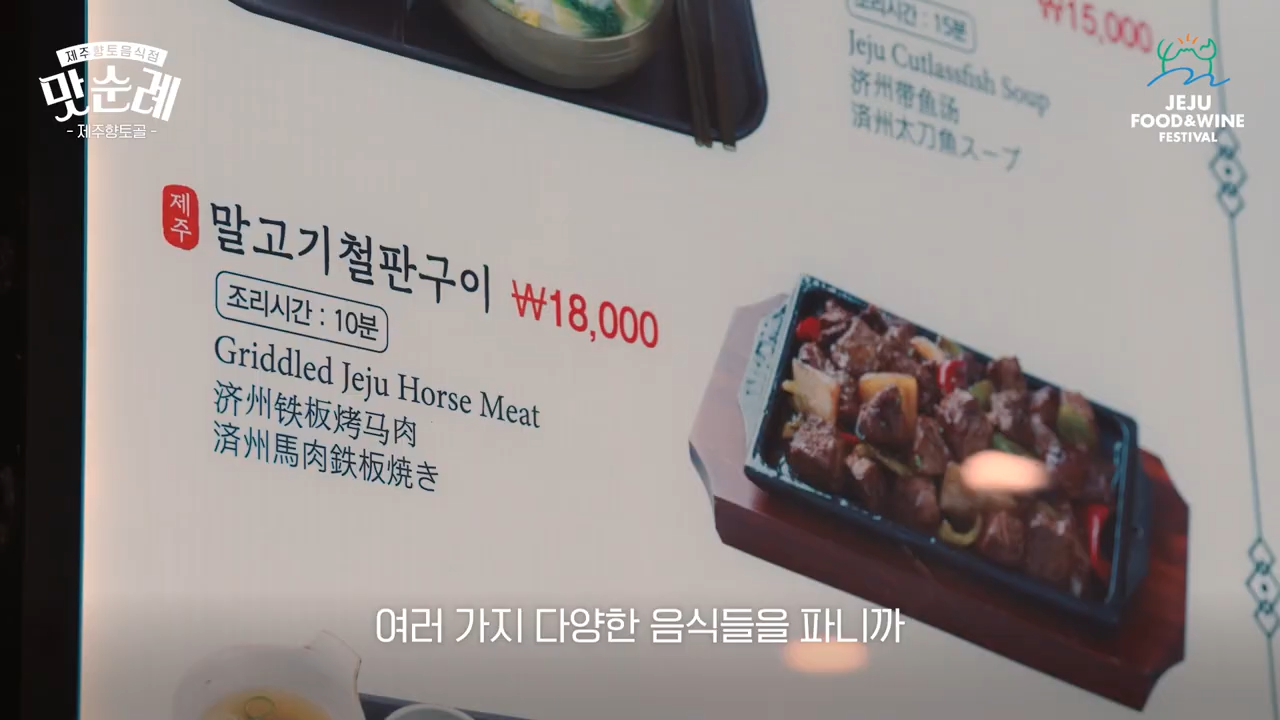 제주향토음식점
맛순례
- 제주향토골 -
조리시간 : 15분
₩15,000
Jeju Cutlassfish Soup
济州带鱼汤
済州太刀魚スープ
JEJU
FOOD&WINE
FESTIVAL
제주
말고기철판구이 ₩18,000
조리시간 : 10분
Griddled Jeju Horse Meat
济州铁板烤马肉
済州馬肉鉄板焼き
여러 가지 다양한 음식들을 파니까